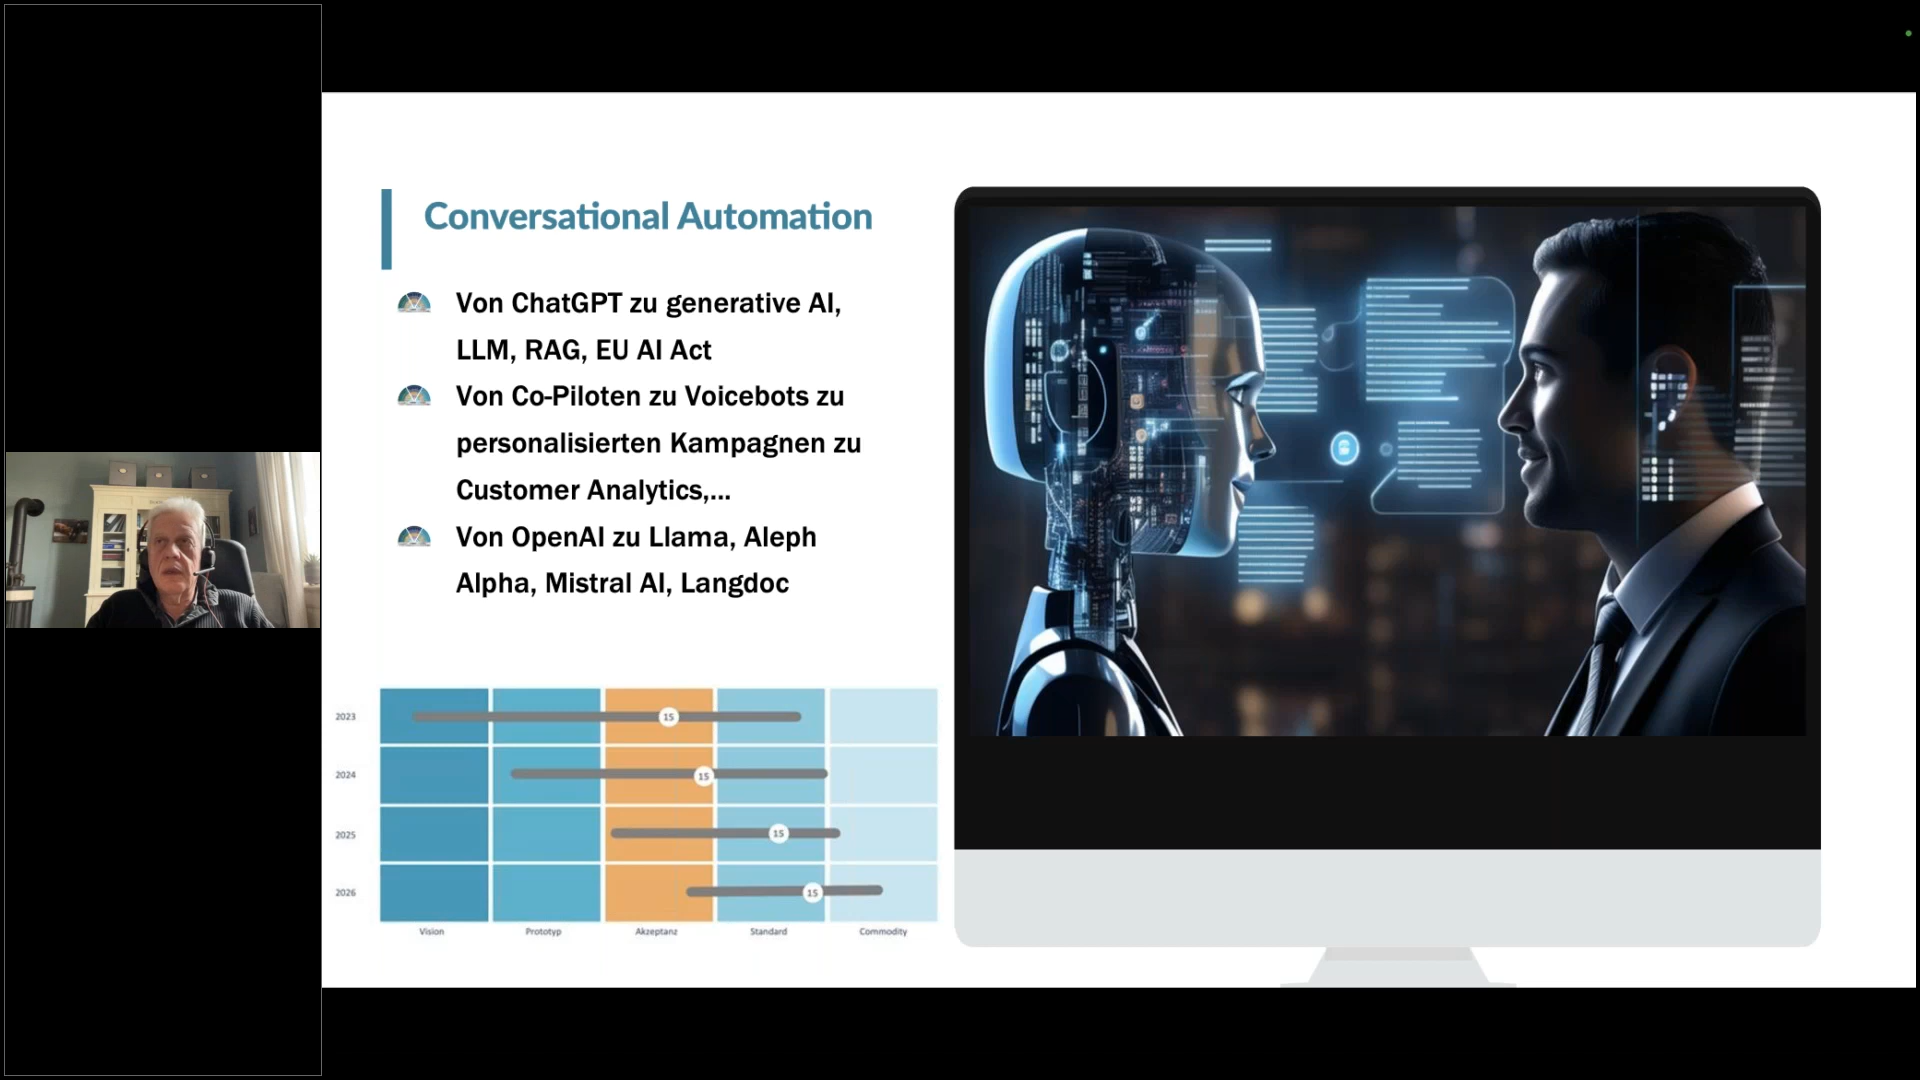 Conversational Automation
Von ChatGPT zu generative AI,
LLM, RAG, EU AI Act
Von Co-Piloten zu Voicebots zu
personalisierten Kampagnen zu
Customer Analytics,...
Von OpenAI zu Llama, Aleph
Alpha, Mistral AI, Langdoc
2023
15
2024
15
2025
15
2026
15
Vision Prototyp Akzeptanz Standard Commodity